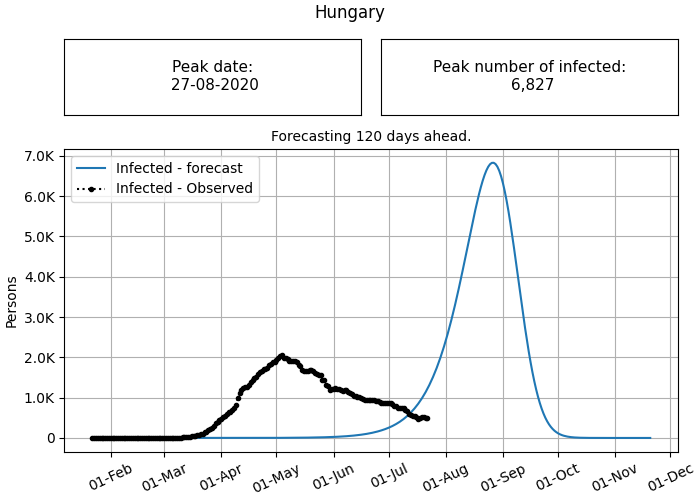 Hungary
Peak date:
27-08-2020
Peak number of infected:
6,827
Forecasting 120 days ahead.
Infected - forecast
Infected - Observed
Persons
7.0K
6.0K
5.0K
4.0K
3.0K
2.0K
1.0K
0
01-Feb
01-Mar
01-Apr
01-May
01-Jun
01-Jul
01-Aug
01-Sep
01-Oct
01-Nov
01-Dec